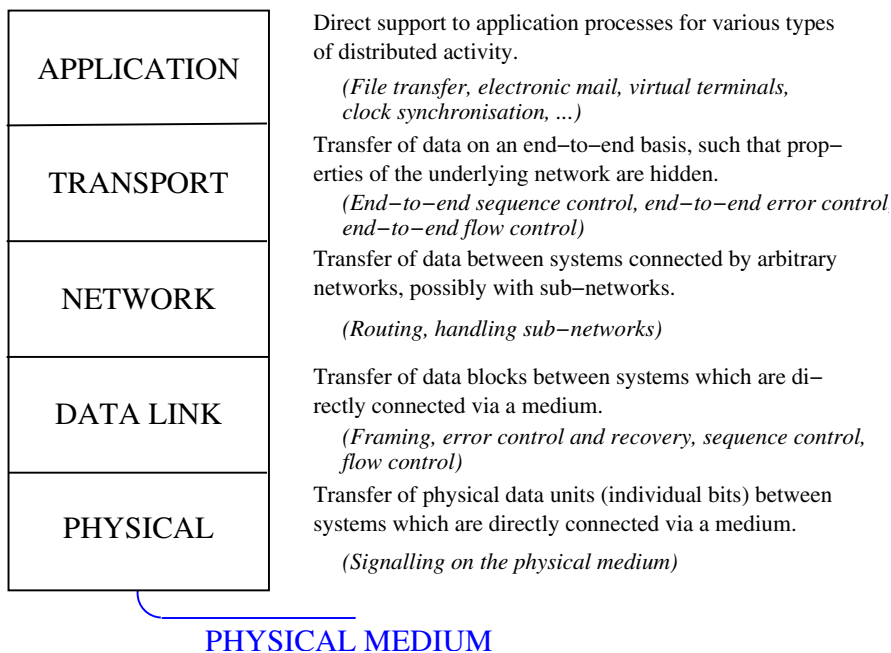 APPLICATION
Direct support to application processes for various types
of distributed activity.
(File transfer, electronic mail, virtual terminals,
clock synchronisation, ...)
TRANSPORT
Transfer of data on an end−to−end basis, such that prop−
erties of the underlying network are hidden.
(End−to−end sequence control, end−to−end error control,
end−to−end flow control)
NETWORK
Transfer of data between systems connected by arbitrary
networks, possibly with sub−networks.
(Routing, handling sub−networks)
DATA LINK
Transfer of data blocks between systems which are di−
rectly connected via a medium.
(Framing, error control and recovery, sequence control,
flow control)
PHYSICAL
Transfer of physical data units (individual bits) between
systems which are directly connected via a medium.
(Signalling on the physical medium)
PHYSICAL MEDIUM